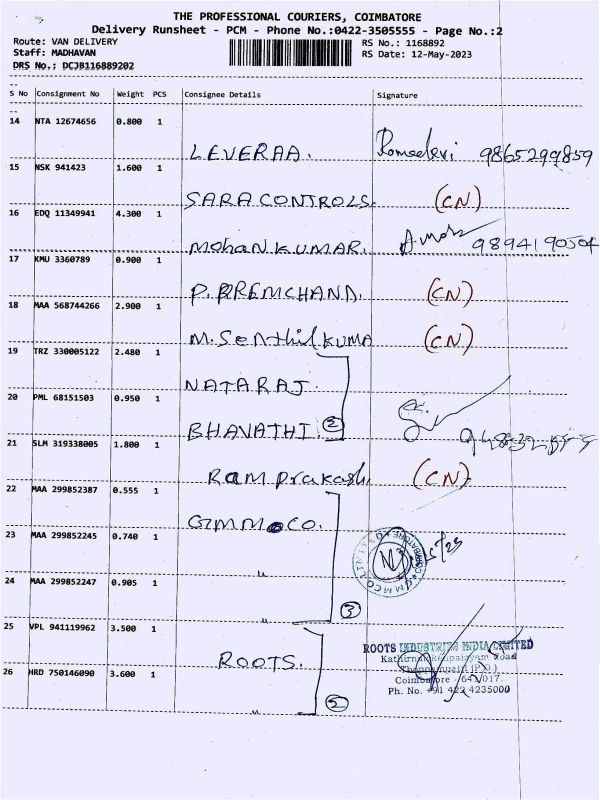 THE PROFESSIONAL COURIERS, COIMBATORE
Delivery Runsheet - PCM - Phone No.:0422-3505555 - Page No.:2
Route: VAN DELIVERY RS No.: 1168892
Staff: MADHAVAN RS Date: 12-May-2023
DRS No.: DCJB116889202
S No Consignment No Weight PCS Consignee Details Signature
14 NTA 12674656 0.800 1
LEVERAA. Ramadevi 9865299859
15 NSK 941423 1.600 1
SARA CONTROLS. (CN)
16 EDQ 11349941 4.300 1
MOHAN KUMAR. 9894190504
17 KMU 3360789 0.900 1
P. PREMCHAND. (CN)
18 MAA 568744266 2.900 1
M. Senthil KUMA (CN)
19 TRZ 330005122 2.480 1
NATARAJ
20 PML 68151503 0.950 1
BHAVATHI. 2
21 SLM 319338005 1.800 1
Ram Prakash. (CN)
22 MAA 299852387 0.555 1
GMM CO.
23 MAA 299852245 0.740 1
"
24 MAA 299852247 0.905 1
3
25 VPL 941119962 3.500 1
ROOTS. ROOTS INDUSTRIES INDIA LIMITED
26 HRD 750146090 3.600 1
Coimbatore - 641 017.
Ph. No. +91 422 4235000
" 5